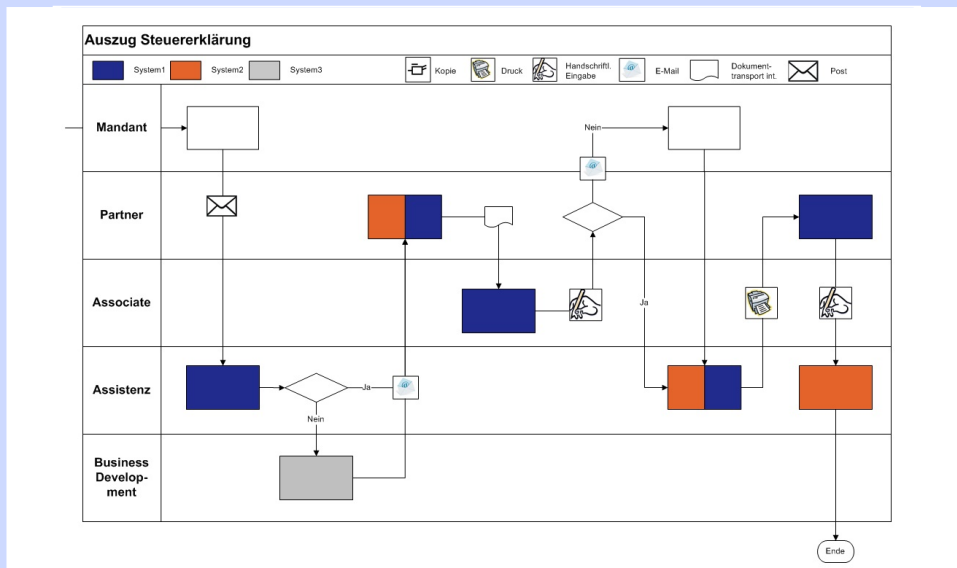 Auszug Steuererklärung
System1
System2
System3
Kopie
Druck
Handschriftl.
Eingabe
E-Mail
Dokument-
transport int.
Post
Mandant
Nein
Partner
Associate
Ja
Assistenz
Ja
Nein
Business
Develop-
ment
Ende